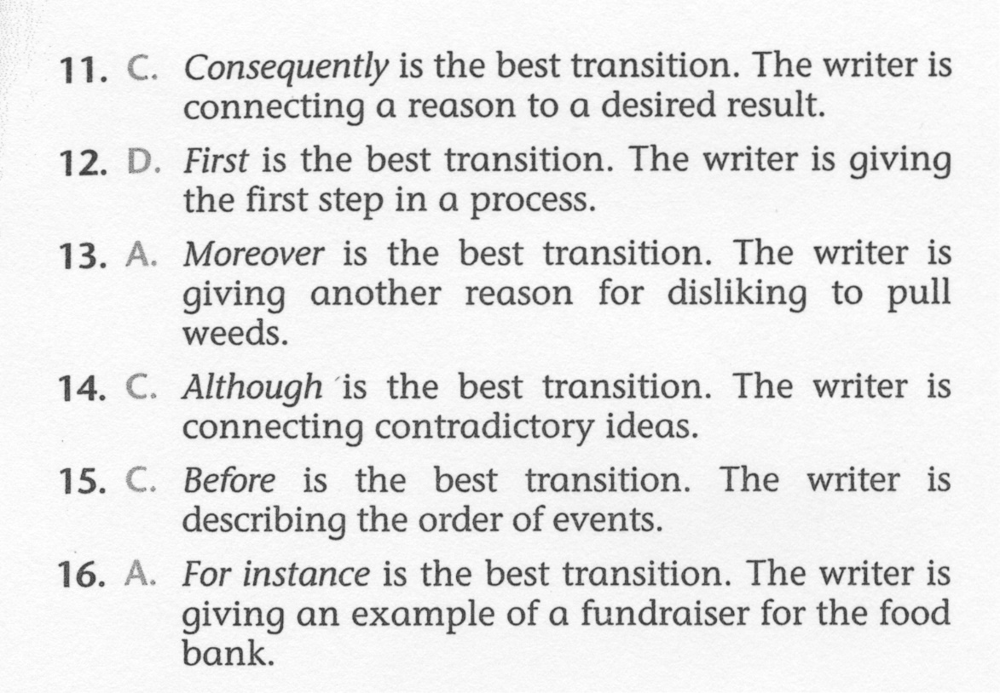 11. C. Consequently is the best transition. The writer is
connecting a reason to a desired result.
12. D. First is the best transition. The writer is giving
the first step in a process.
13. A. Moreover is the best transition. The writer is
giving another reason for disliking to pull
weeds.
14. C. Although is the best transition. The writer is
connecting contradictory ideas.
15. C. Before is the best transition. The writer is
describing the order of events.
16. A. For instance is the best transition. The writer is
giving an example of a fundraiser for the food
bank.